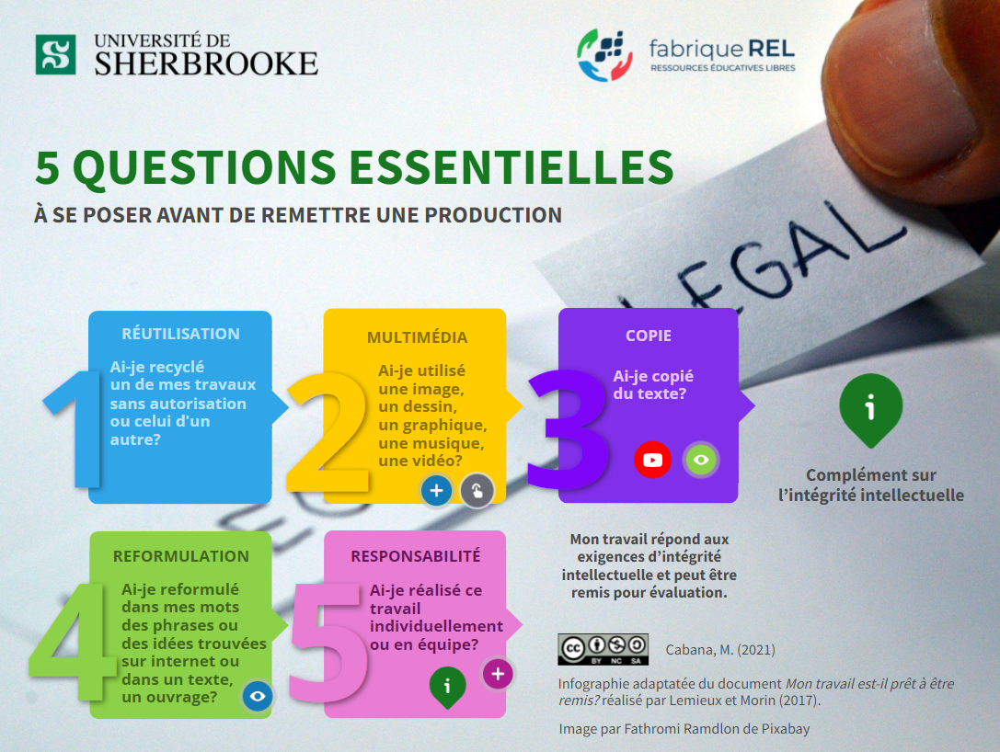 UNIVERSITÉ DE
SHERBROOKE
fabrique REL
RESSOURCES ÉDUCATIVES LIBRES
5 QUESTIONS ESSENTIELLES
À SE POSER AVANT DE REMETTRE UNE PRODUCTION
LEGAL
1
RÉUTILISATION
Ai-je recyclé
un de mes travaux
sans autorisation
ou celui d'un
autre?
2
MULTIMÉDIA
Ai-je utilisé
une image,
un dessin,
un graphique,
une musique,
une vidéo?
3
COPIE
Ai-je copié
du texte?
Complément sur
l'intégrité intellectuelle
4
REFORMULATION
Ai-je reformulé
dans mes mots
des phrases ou
des idées trouvées
sur internet ou
dans un texte,
un ouvrage?
5
RESPONSABILITÉ
Ai-je réalisé ce
travail
individuellement
ou en équipe?
Mon travail répond aux
exigences d'intégrité
intellectuelle et peut être
remis pour évaluation.
cc BY NC SA
Cabana, M. (2021)
Infographie adaptatée du document Mon travail est-il prêt à être
remis? réalisé par Lemieux et Morin (2017).
Image par Fathromi Ramdlon de Pixabay